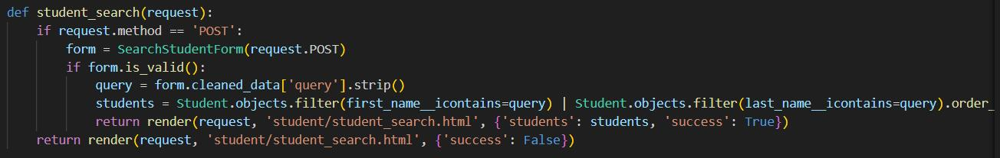 def student_search(request):
    if request.method == 'POST':
        form = SearchStudentForm(request.POST)
        if form.is_valid():
            query = form.cleaned_data['query'].strip()
            students = Student.objects.filter(first_name__icontains=query) | Student.objects.filter(last_name__icontains=query).order_
            return render(request, 'student/student_search.html', {'students': students, 'success': True})
    return render(request, 'student/student_search.html', {'success': False})